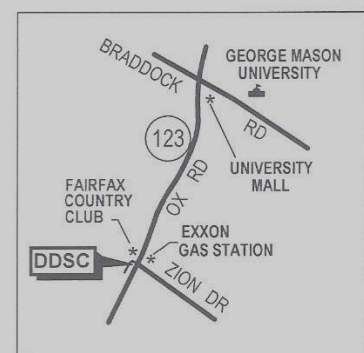 BRADDOCK RD
GEORGE MASON
UNIVERSITY
123
UNIVERSITY
MALL
OX RD
FAIRFAX
COUNTRY
CLUB
EXXON
GAS STATION
DDSC
ZION DR